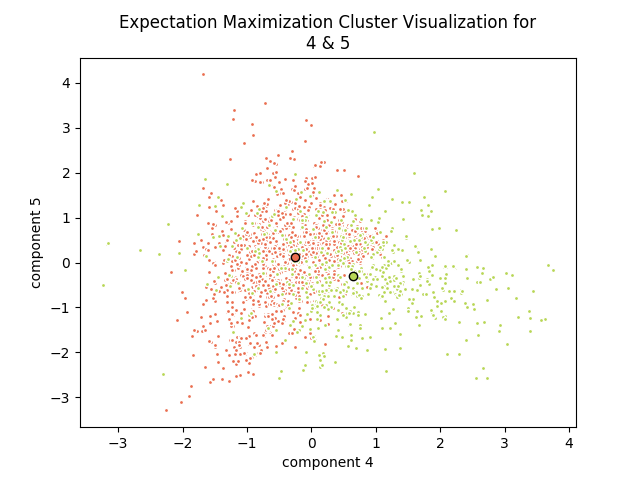 Expectation Maximization Cluster Visualization for
4 & 5
4
3
2
1
0
−1
−2
−3
component 5
−3 −2 −1 0 1 2 3 4
component 4